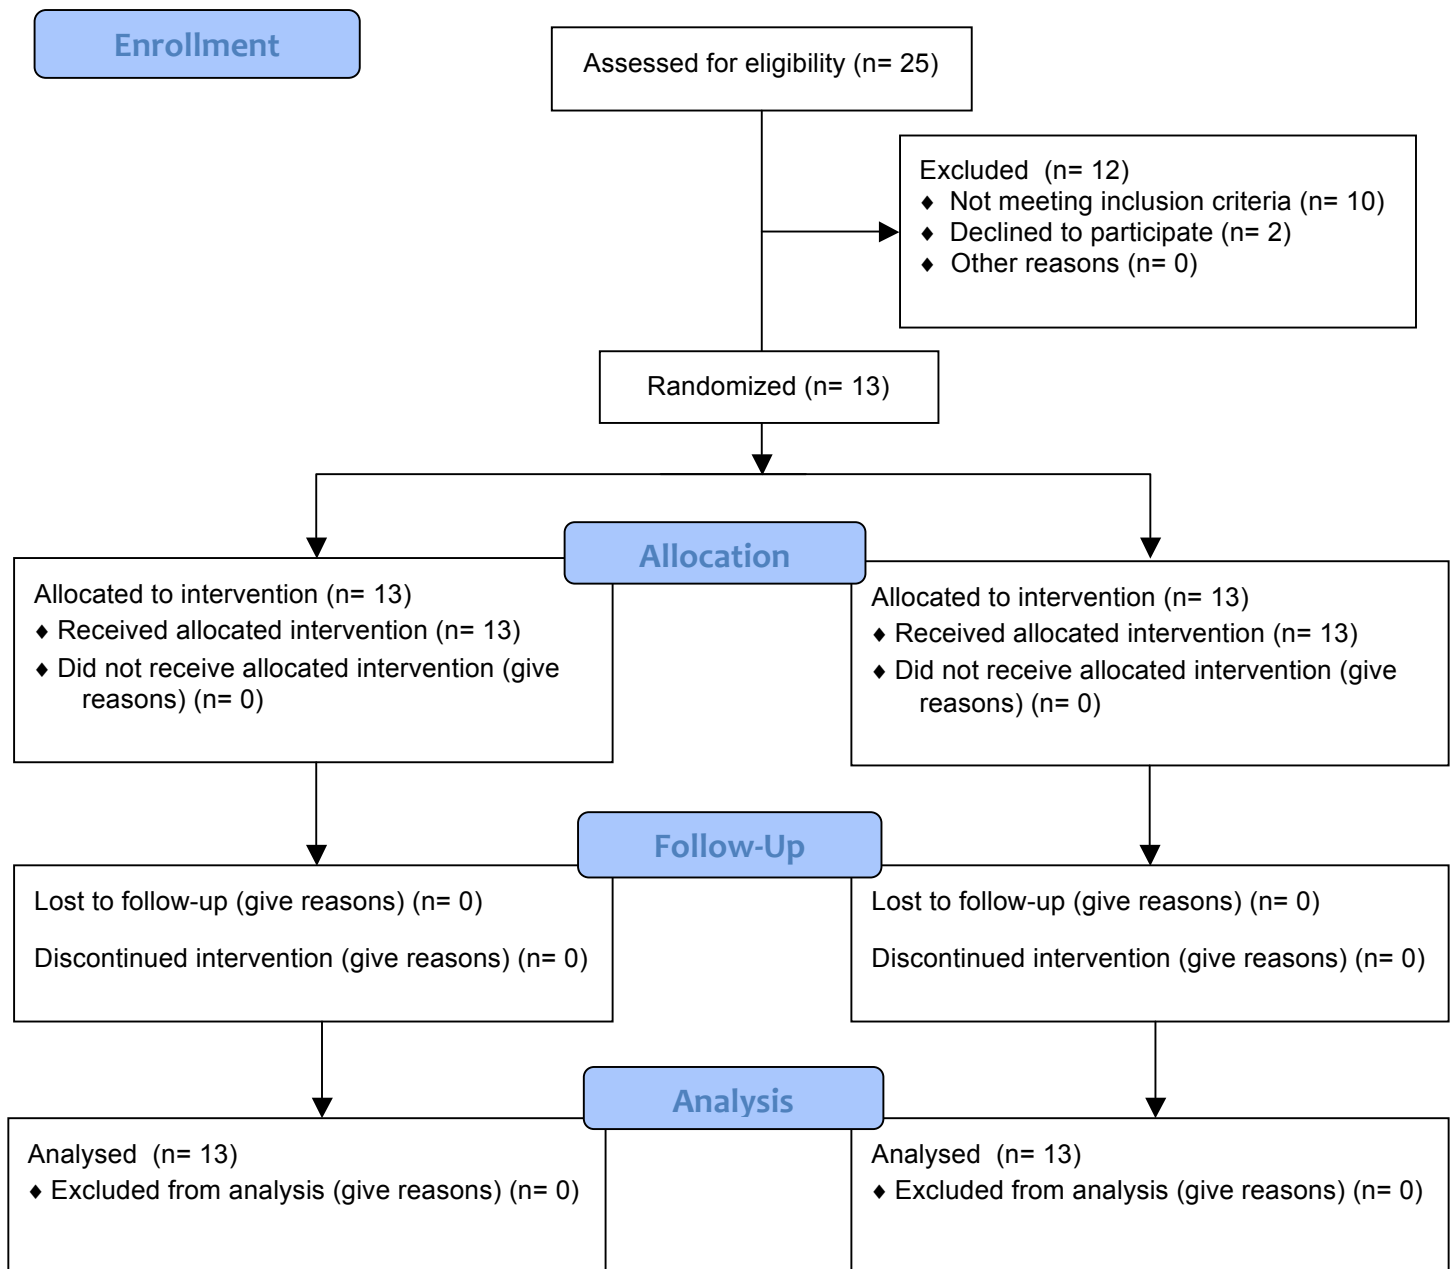 Enrollment
Assessed for eligibility (n= 25)
Excluded (n= 12)
♦ Not meeting inclusion criteria (n= 10)
♦ Declined to participate (n= 2)
♦ Other reasons (n= 0)
Randomized (n= 13)
Allocation
Allocated to intervention (n= 13)
♦ Received allocated intervention (n= 13)
♦ Did not receive allocated intervention (give
reasons) (n= 0)
Allocated to intervention (n= 13)
♦ Received allocated intervention (n= 13)
♦ Did not receive allocated intervention (give
reasons) (n= 0)
Follow-Up
Lost to follow-up (give reasons) (n= 0)
Discontinued intervention (give reasons) (n= 0)
Lost to follow-up (give reasons) (n= 0)
Discontinued intervention (give reasons) (n= 0)
Analysis
Analysed (n= 13)
♦ Excluded from analysis (give reasons) (n= 0)
Analysed (n= 13)
♦ Excluded from analysis (give reasons) (n= 0)